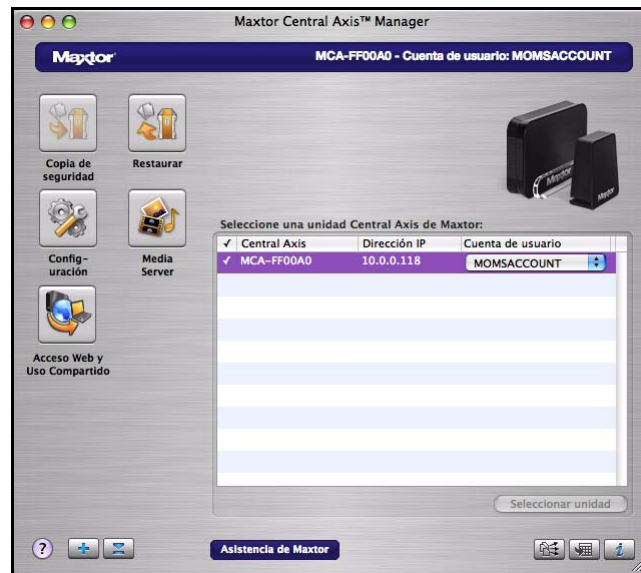 Maxtor Central Axis™ Manager
Maxtor
MCA-FF00A0 - Cuenta de usuario: MOMSACCOUNT
Copia de
seguridad
Restaurar
Config-
uración
Media
Server
Acceso Web y
Uso Compartido
Maxtor
Maxtor
Seleccione una unidad Central Axis de Maxtor:
✓ Central Axis Dirección IP Cuenta de usuario
✓ MCA-FF00A0 10.0.0.118 MOMSACCOUNT
Seleccionar unidad
? +
Asistencia de Maxtor
i